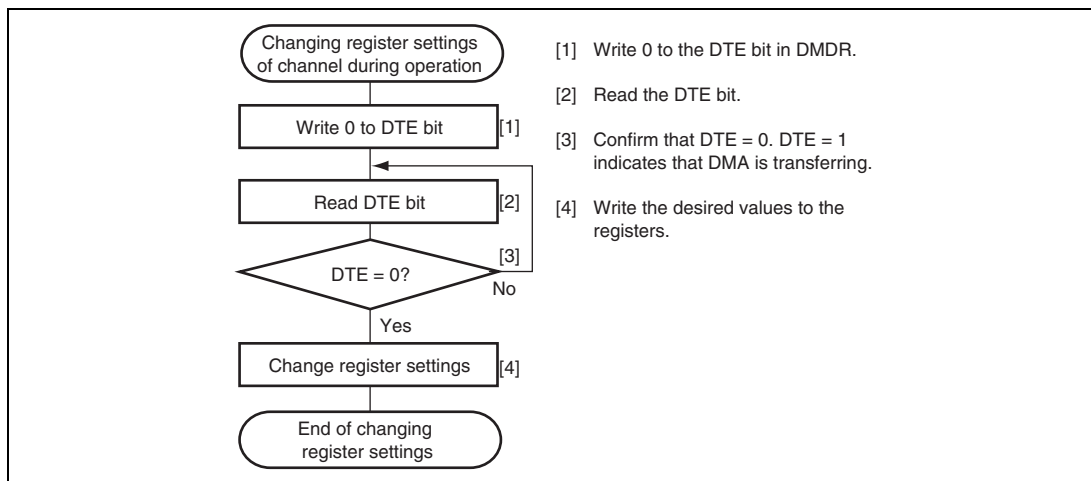 Changing register settings
of channel during operation
Write 0 to DTE bit [1]
Read DTE bit [2]
[3]
DTE = 0?
No
Yes
Change register settings [4]
End of changing
register settings
[1] Write 0 to the DTE bit in DMDR.
[2] Read the DTE bit.
[3] Confirm that DTE = 0. DTE = 1
indicates that DMA is transferring.
[4] Write the desired values to the
registers.